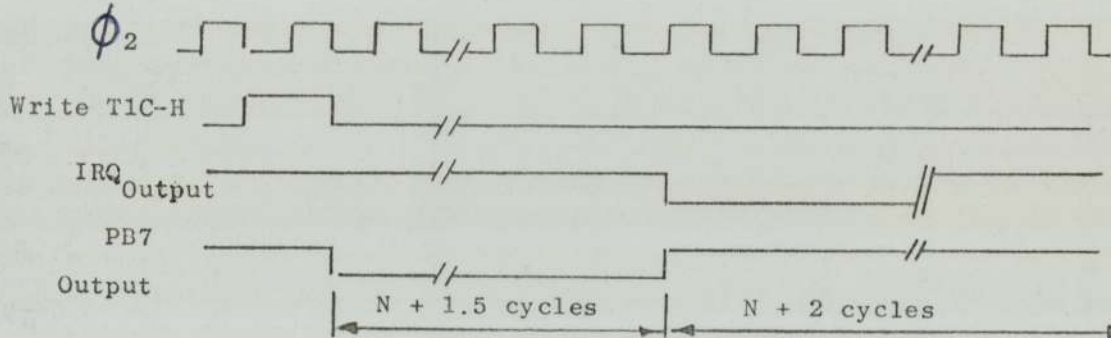 ϕ2
Write T1C-H
IRQ Output
PB7
Output
N + 1.5 cycles
N + 2 cycles